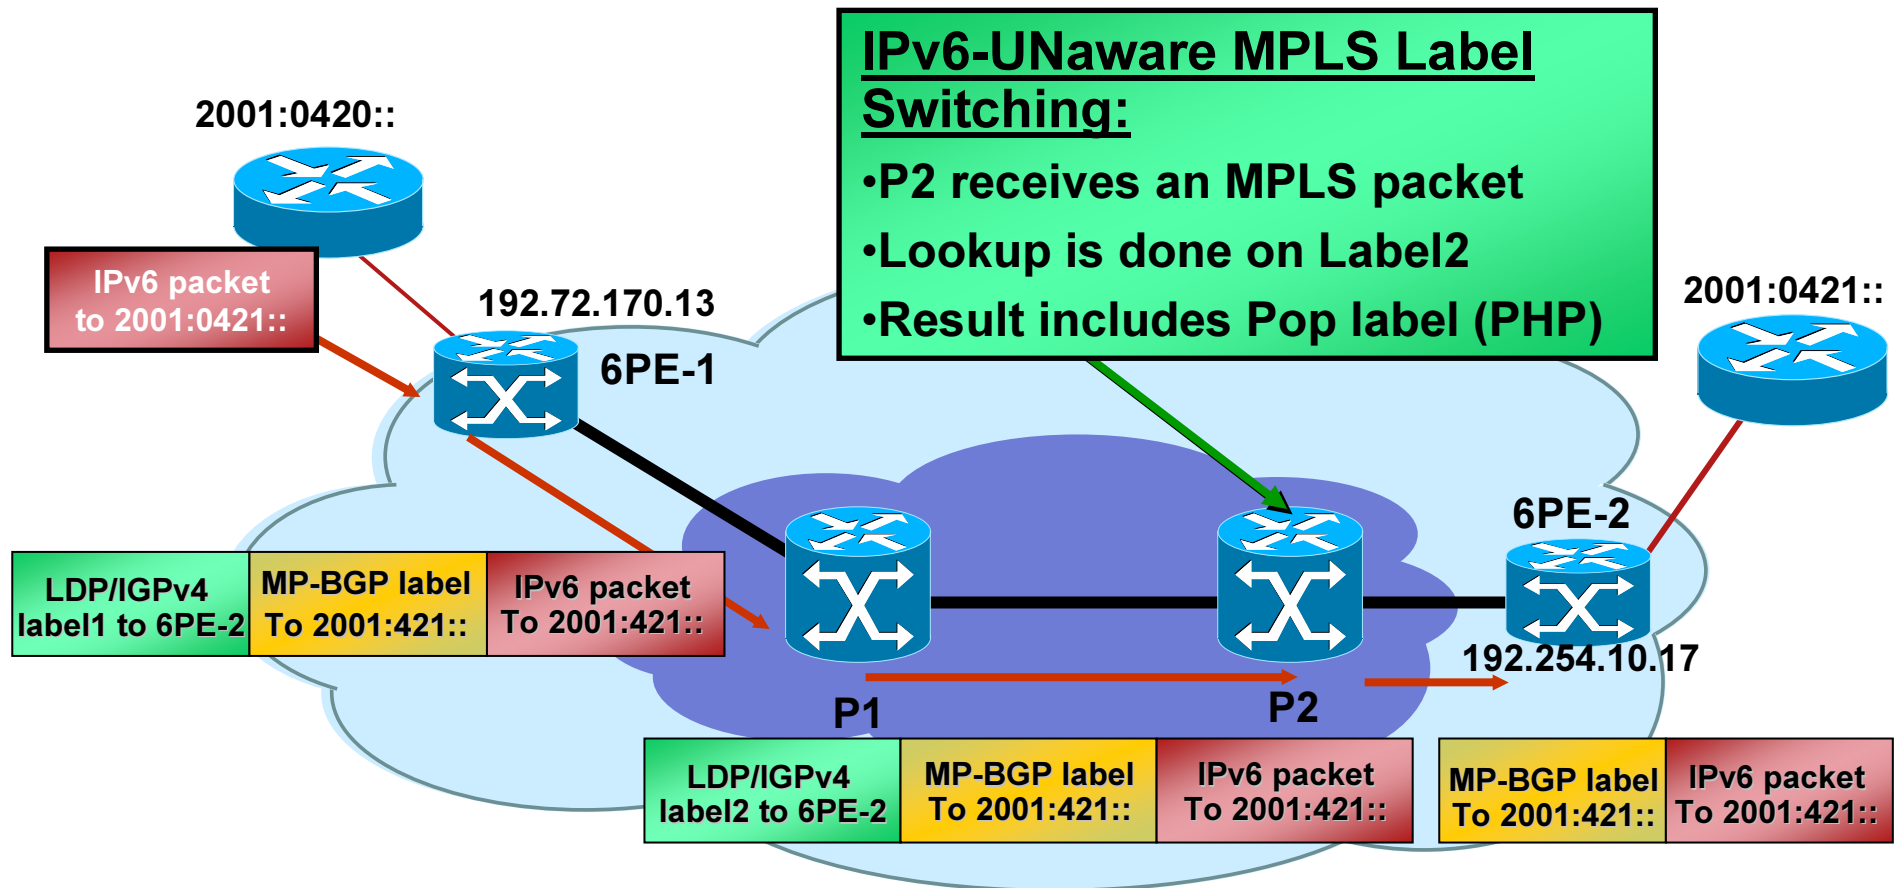 IPv6-UNaware MPLS Label
Switching:
•P2 receives an MPLS packet
•Lookup is done on Label2
•Result includes Pop label (PHP)
2001:0420::
IPv6 packet
to 2001:0421::
192.72.170.13
6PE-1
2001:0421::
6PE-2
192.254.10.17
LDP/IGPv4
label1 to 6PE-2
MP-BGP label
To 2001:421::
IPv6 packet
To 2001:421::
P1
P2
LDP/IGPv4
label2 to 6PE-2
MP-BGP label
To 2001:421::
IPv6 packet
To 2001:421::
MP-BGP label
To 2001:421::
IPv6 packet
To 2001:421::